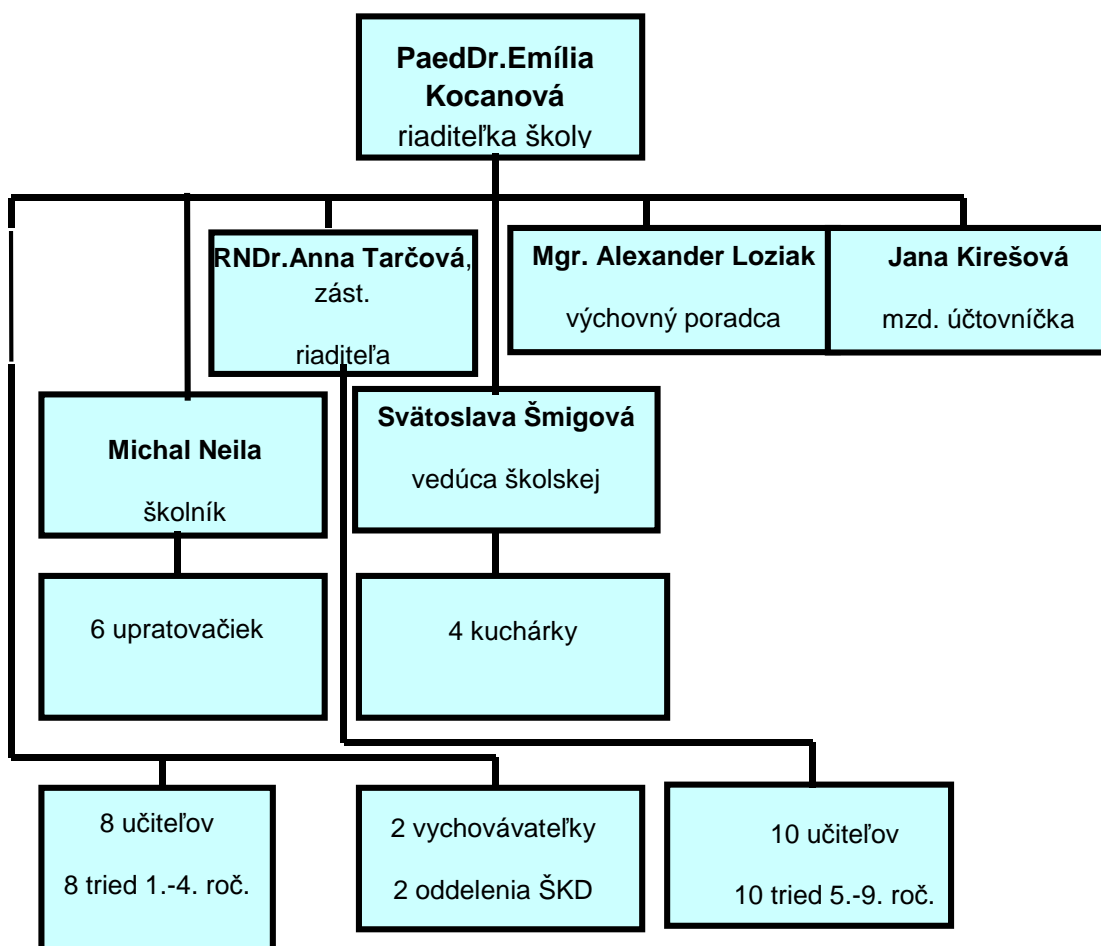 PaedDr.Emília
Kocanová
riaditeľka školy
RNDr.Anna Tarčová,
zást.
riaditeľa
Mgr. Alexander Loziak
výchovný poradca
Jana Kirešová
mzd. účtovníčka
Michal Neila
školník
Svätoslava Šmigová
vedúca školskej
6 upratovačiek
4 kuchárky
8 učiteľov
8 tried 1.-4. roč.
2 vychovávateľky
2 oddelenia ŠKD
10 učiteľov
10 tried 5.-9. roč.